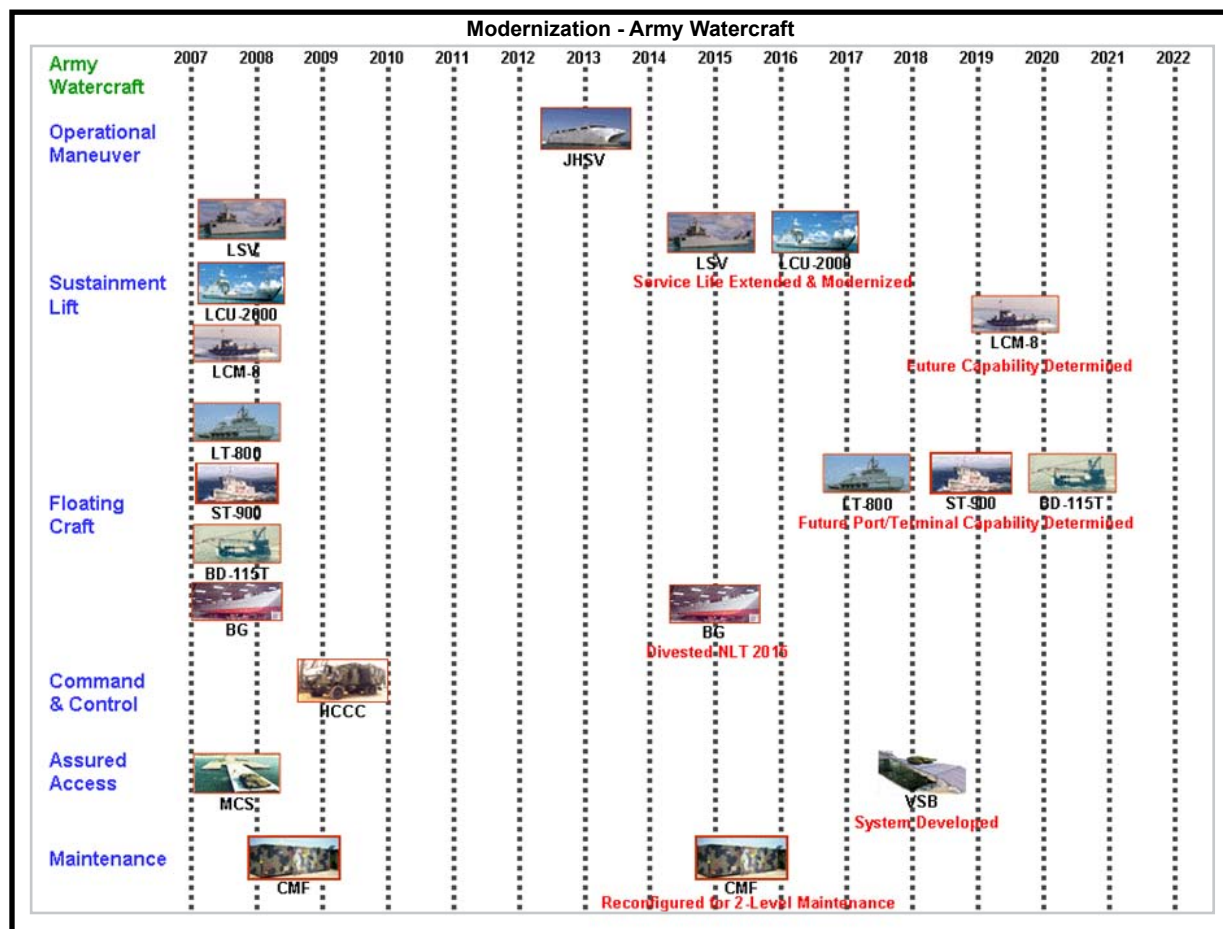 Modernization - Army Watercraft
Army
Watercraft
2007 2008 2009 2010 2011 2012 2013 2014 2015 2016 2017 2018 2019 2020 2021 2022
Operational
Maneuver
JHSV
Sustainment
Lift
LSV
LSV LCU-2000
Service Life Extended & Modernized
LCU-2000
LCM-8
LCM-8
Future Capability Determined
Floating
Craft
LT-800
ST-900
LT-800 ST-900 BD-115T
Future Port/Terminal Capability Determined
BD-115T
BG
BG
Divested NLT 2015
Command
& Control
HCCC
Assured
Access
MCS
VSB
System Developed
Maintenance
CMF
CMF
Reconfigured for 2-Level Maintenance